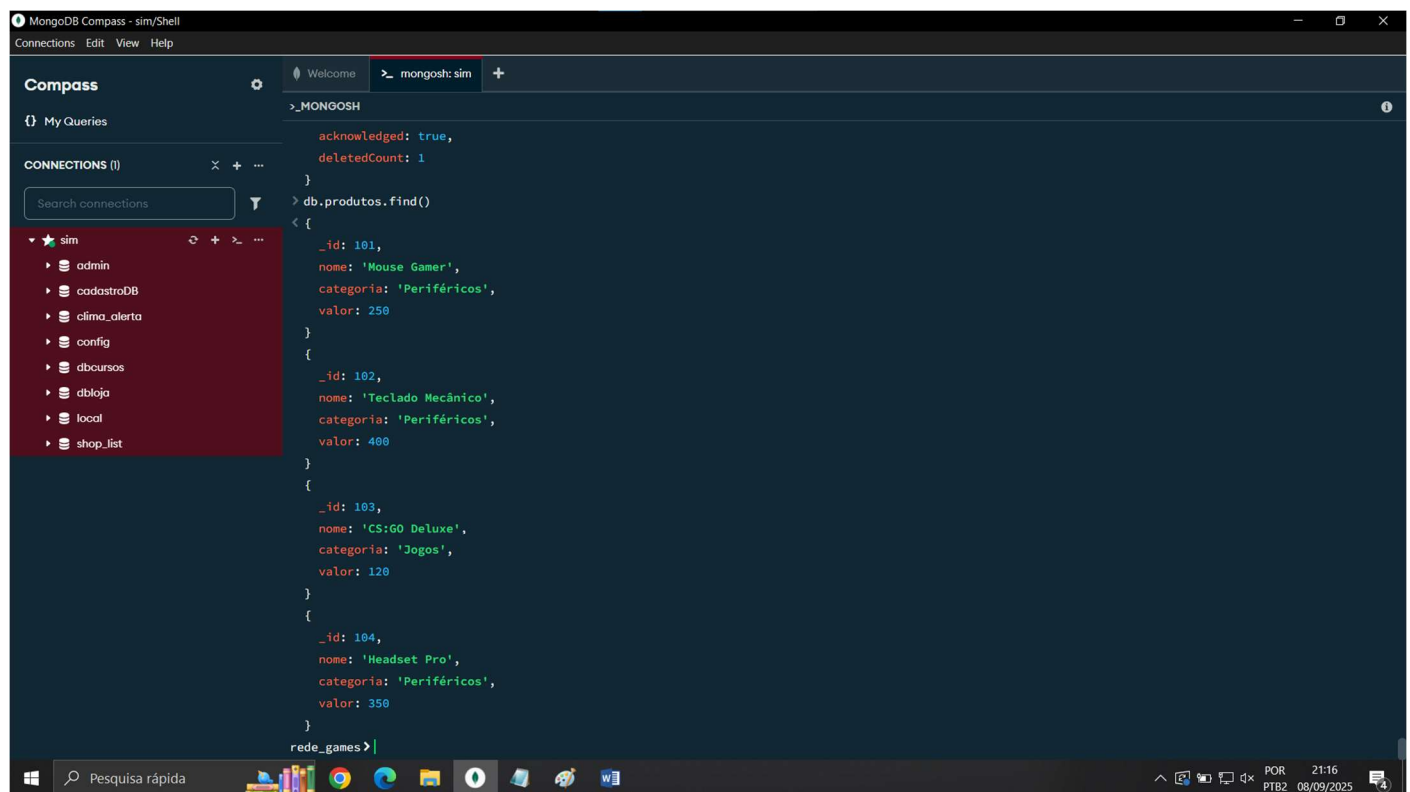 MongoDB Compass - sim/Shell
Connections Edit View Help
Compass
{} My Queries
CONNECTIONS (1)
Search connections
sim
admin
cadastroDB
clima_alerta
config
dbcursos
dbloja
local
shop_list
Welcome
>_ mongosh: sim
>_MONGOSH
acknowledged: true,
deletedCount: 1
}
> db.produtos.find()
< {
_id: 101,
nome: 'Mouse Gamer',
categoria: 'Periféricos',
valor: 250
}
{
_id: 102,
nome: 'Teclado Mecânico',
categoria: 'Periféricos',
valor: 400
}
{
_id: 103,
nome: 'CS:GO Deluxe',
categoria: 'Jogos',
valor: 120
}
{
_id: 104,
nome: 'Headset Pro',
categoria: 'Periféricos',
valor: 350
}
rede_games>
Pesquisa rápida
POR 21:16
PTB2 08/09/2025
4